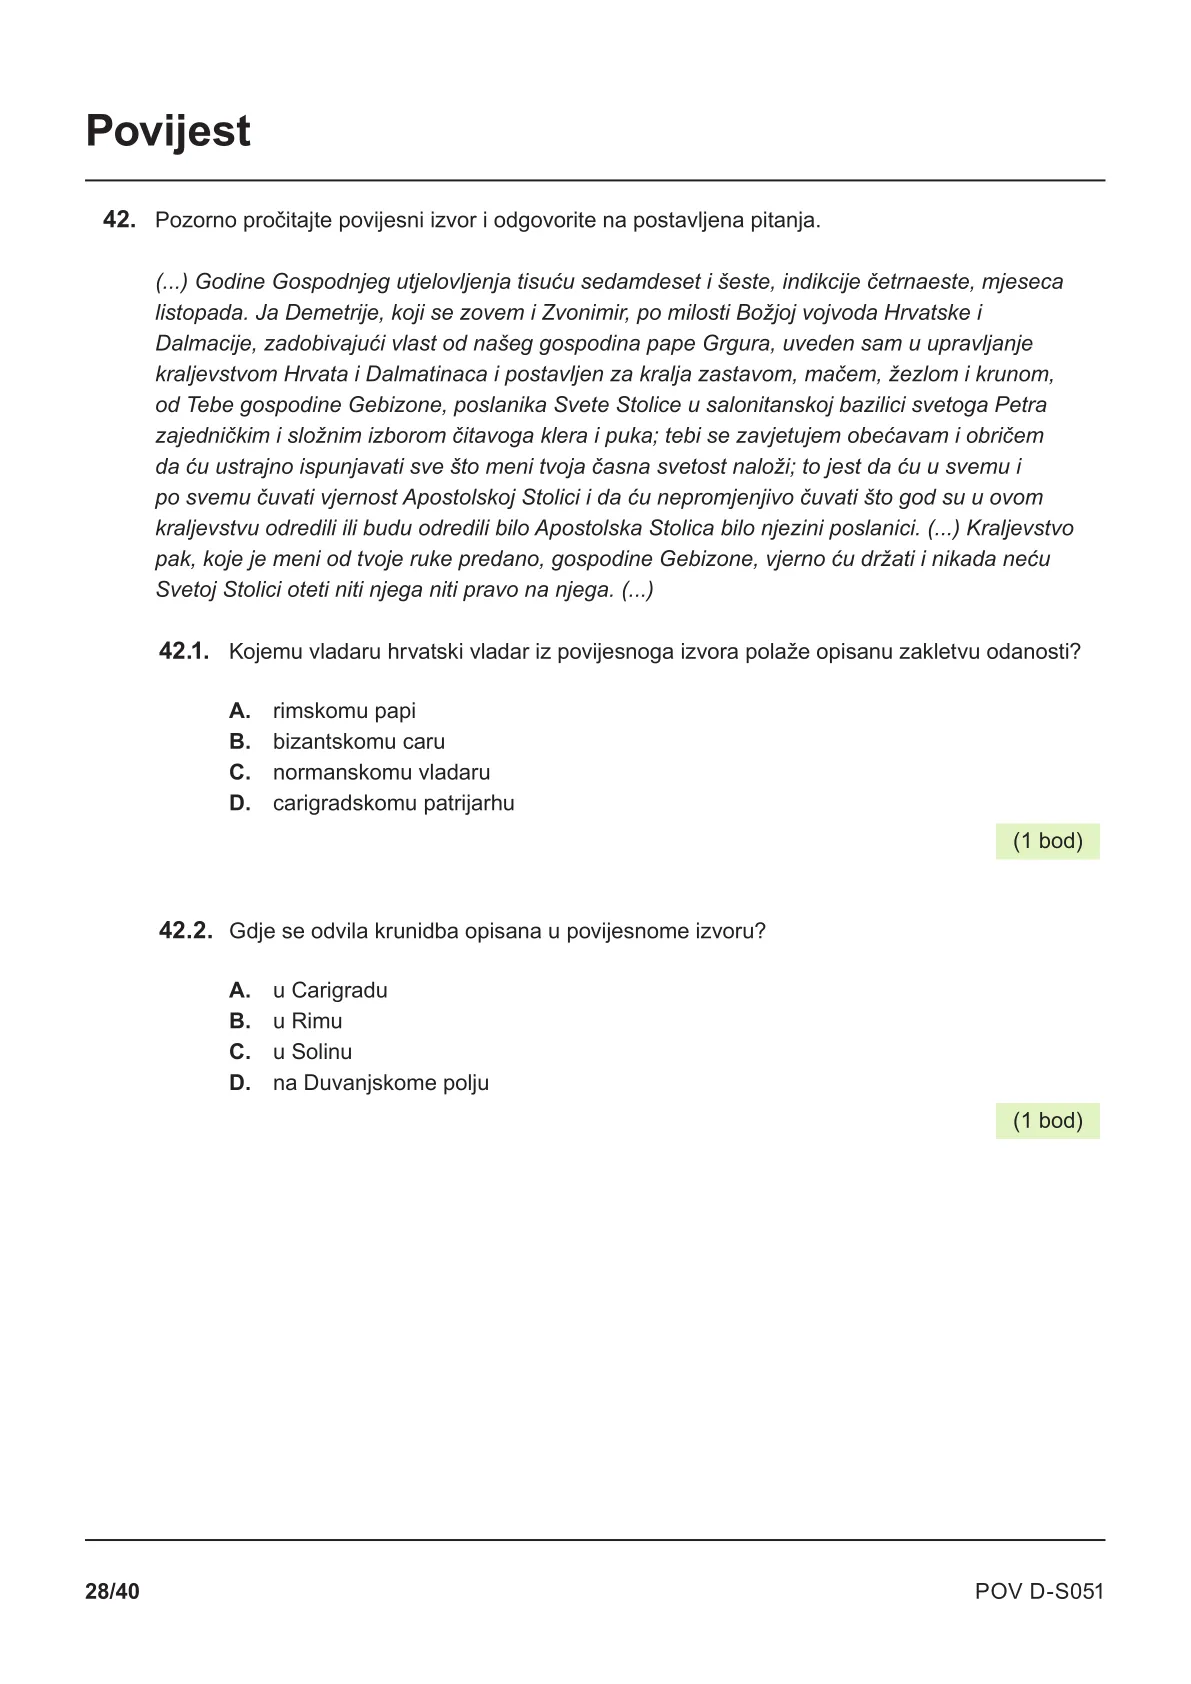 Povijest
42. Pozorno pročitajte povijesni izvor i odgovorite na postavljena pitanja.
(...) Godine Gospodnjeg utjelovljenja tisuću sedamdeset i šeste, indikcije četrnaeste, mjeseca
listopada. Ja Demetrije, koji se zovem i Zvonimir, po milosti Božjoj vojvoda Hrvatske i
Dalmacije, zadobivajući vlast od našeg gospodina pape Grgura, uveden sam u upravljanje
kraljevstvom Hrvata i Dalmatinaca i postavljen za kralja zastavom, mačem, žezlom i krunom,
od Tebe gospodine Gebizone, poslanika Svete Stolice u salonitanskoj bazilici svetoga Petra
zajedničkim i složnim izborom čitavoga klera i puka; tebi se zavjetujem obećavam i obričem
da ću ustrajno ispunjavati sve što meni tvoja časna svetost naloži; to jest da ću u svemu i
po svemu čuvati vjernost Apostolskoj Stolici i da ću nepromjenjivo čuvati što god su u ovom
kraljevstvu odredili ili budu odredili bilo Apostolska Stolica bilo njezini poslanici. (...) Kraljevstvo
pak, koje je meni od tvoje ruke predano, gospodine Gebizone, vjerno ću držati i nikada neću
Svetoj Stolici oteti niti njega niti pravo na njega. (...)
42.1. Kojemu vladaru hrvatski vladar iz povijesnoga izvora polaže opisanu zakletvu odanosti?
A. rimskomu papi
B. bizantskomu caru
C. normanskomu vladaru
D. carigradskomu patrijarhu
(1 bod)
42.2. Gdje se odvila krunidba opisana u povijesnome izvoru?
A. u Carigradu
B. u Rimu
C. u Solinu
D. na Duvanjskome polju
(1 bod)
28/40 POV D-S051